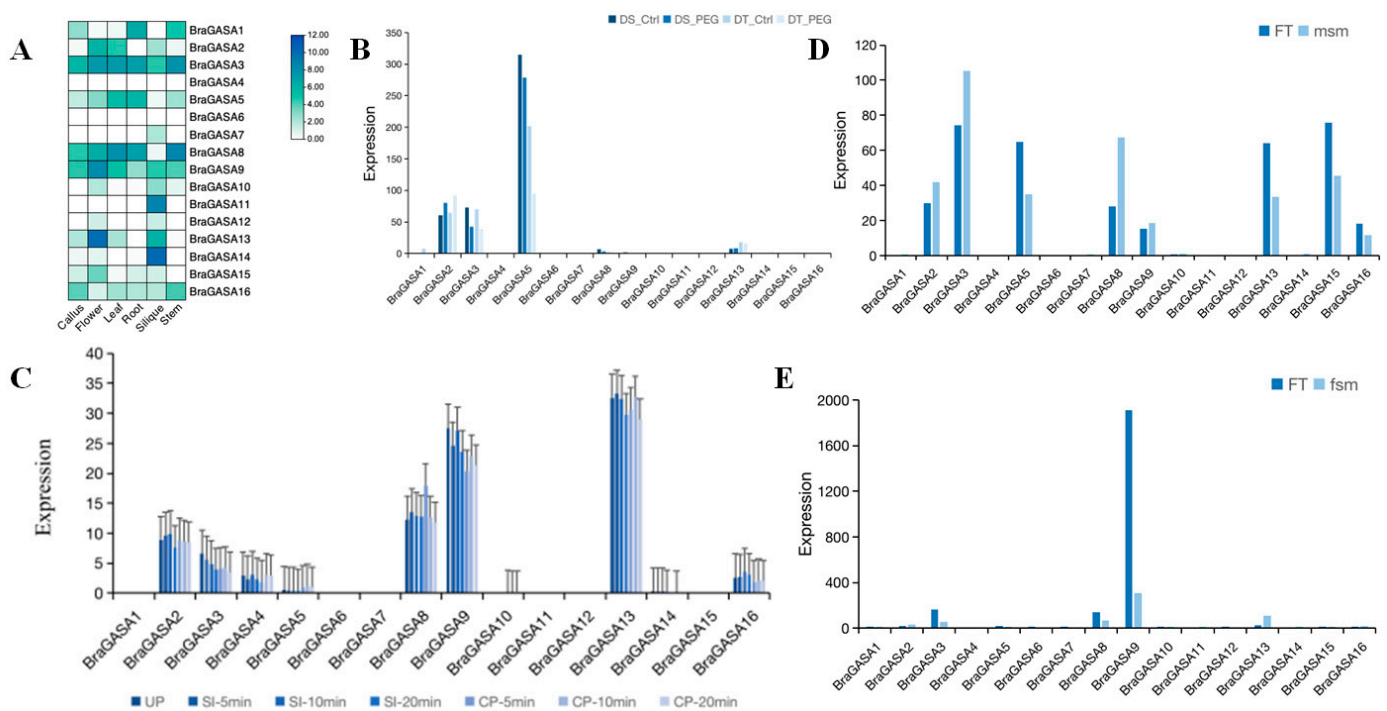 A
BraGASA1
BraGASA2
BraGASA3
BraGASA4
BraGASA5
BraGASA6
BraGASA7
BraGASA8
BraGASA9
BraGASA10
BraGASA11
BraGASA12
BraGASA13
BraGASA14
BraGASA15
BraGASA16
Callus Flower Leaf Root Silique Stem
12.00
10.00
8.00
6.00
4.00
2.00
0.00
B
DS_Ctrl DS_PEG DT_Ctrl DT_PEG
Expression
350
300
250
200
150
100
50
0
BraGASA1 BraGASA2 BraGASA3 BraGASA4 BraGASA5 BraGASA6 BraGASA7 BraGASA8 BraGASA9 BraGASA10 BraGASA11 BraGASA12 BraGASA13 BraGASA14 BraGASA15 BraGASA16
D
FT msm
Expression
120
100
80
60
40
20
0
BraGASA1 BraGASA2 BraGASA3 BraGASA4 BraGASA5 BraGASA6 BraGASA7 BraGASA8 BraGASA9 BraGASA10 BraGASA11 BraGASA12 BraGASA13 BraGASA14 BraGASA15 BraGASA16
C
Expression
40
35
30
25
20
15
10
5
0
BraGASA1 BraGASA2 BraGASA3 BraGASA4 BraGASA5 BraGASA6 BraGASA7 BraGASA8 BraGASA9 BraGASA10 BraGASA11 BraGASA12 BraGASA13 BraGASA14 BraGASA15 BraGASA16
UP SI-5min SI-10min SI-20min CP-5min CP-10min CP-20min
E
FT fsm
Expression
2000
1600
1200
800
400
0
BraGASA1 BraGASA2 BraGASA3 BraGASA4 BraGASA5 BraGASA6 BraGASA7 BraGASA8 BraGASA9 BraGASA10 BraGASA11 BraGASA12 BraGASA13 BraGASA14 BraGASA15 BraGASA16